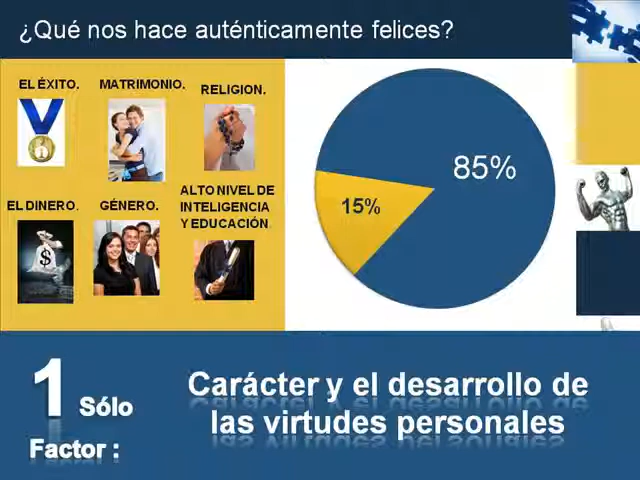 ¿Qué nos hace auténticamente felices?
EL ÉXITO.
MATRIMONIO.
RELIGION.
EL DINERO.
GÉNERO.
ALTO NIVEL DE
INTELIGENCIA
Y EDUCACIÓN
85%
15%
1 Sólo
Factor :
Carácter y el desarrollo de
las virtudes personales